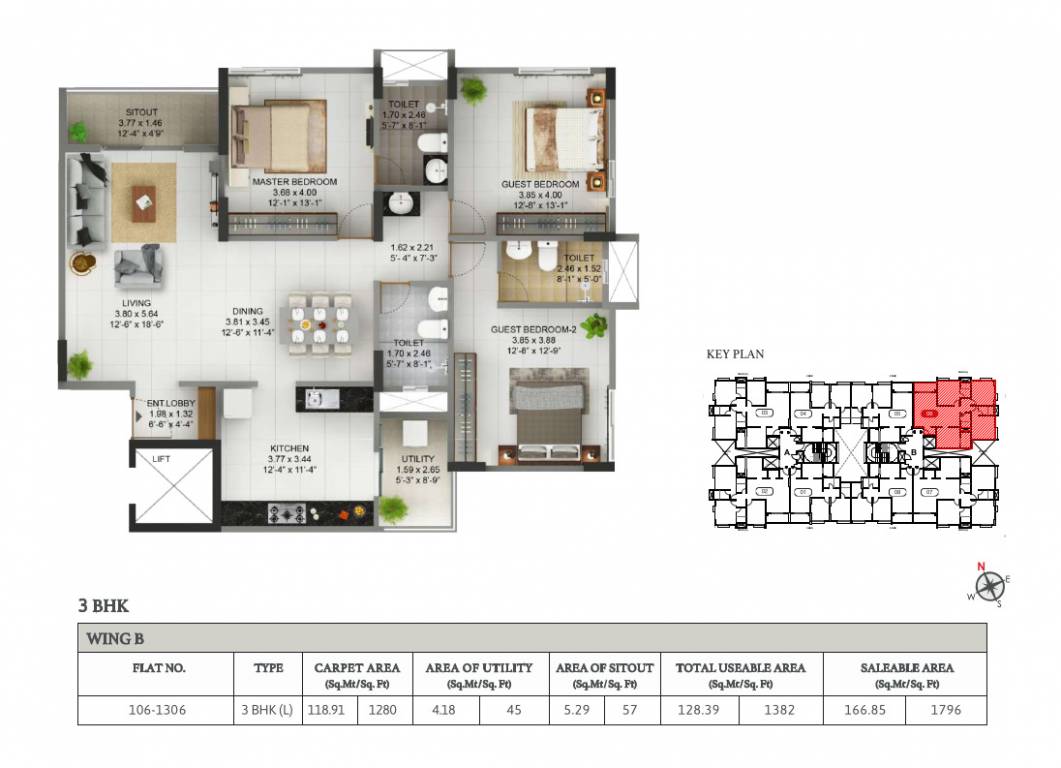 SITOUT
3.77 x 1.46
12'-4" x 4'9"
TOILET
1.70 x 2.46
5'-7" x 8'-1"
MASTER BEDROOM
3.68 x 4.00
12'-1" x 13'-1"
GUEST BEDROOM
3.85 x 4.00
12'-8" x 13'-1"
1.62 x 2.21
5'- 4" x 7'-3"
TOILET
2.46 x 1.52
8'-1" x 5'-0"
LIVING
3.80 x 5.64
12'-6" x 18'-6"
DINING
3.81 x 3.45
12'-6" x 11'-4"
GUEST BEDROOM-2
3.85 x 3.88
12'-8" x 12'-9"
TOILET
1.70 x 2.46
5'-7" x 8'-1"
ENT.LOBBY
1.98 x 1.32
6'-6" x 4'-4"
LIFT
KITCHEN
3.77 x 3.44
12'-4" x 11'-4"
UTILITY
1.59 x 2.65
5'-3" x 8'-9"
KEY PLAN
03
04
05
A
B
02
01
08
07
N
E
W
S
3 BHK
WING B
FLAT NO. TYPE CARPET AREA AREA OF UTILITY AREA OF SITOUT TOTAL USEABLE AREA SALEABLE AREA
(Sq.Mt/Sq. Ft) (Sq.Mt/Sq. Ft) (Sq.Mt/Sq. Ft) (Sq.Mt/Sq. Ft) (Sq.Mt/Sq. Ft)
106-1306 3 BHK (L) 118.91 1280 4.18 45 5.29 57 128.39 1382 166.85 1796